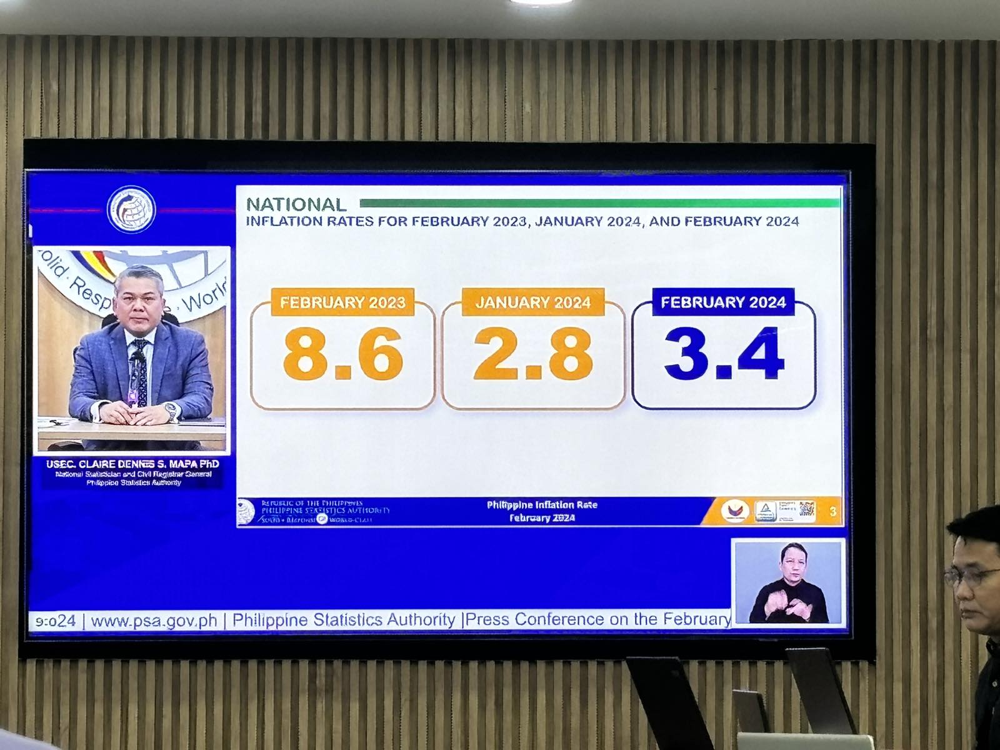 NATIONAL
INFLATION RATES FOR FEBRUARY 2023, JANUARY 2024, AND FEBRUARY 2024
FEBRUARY 2023
8.6
JANUARY 2024
2.8
FEBRUARY 2024
3.4
olid · Resp · World
USEC. CLAIRE DENNIS S. MAPA PhD
National Statistician and Civil Registrar General
Philippine Statistics Authority
REPUBLIC OF THE PHILIPPINES
PHILIPPINE STATISTICS AUTHORITY
Philippine Inflation Rate
February 2024
3
024 | www.psa.gov.ph | Philippine Statistics Authority |Press Conference on the February